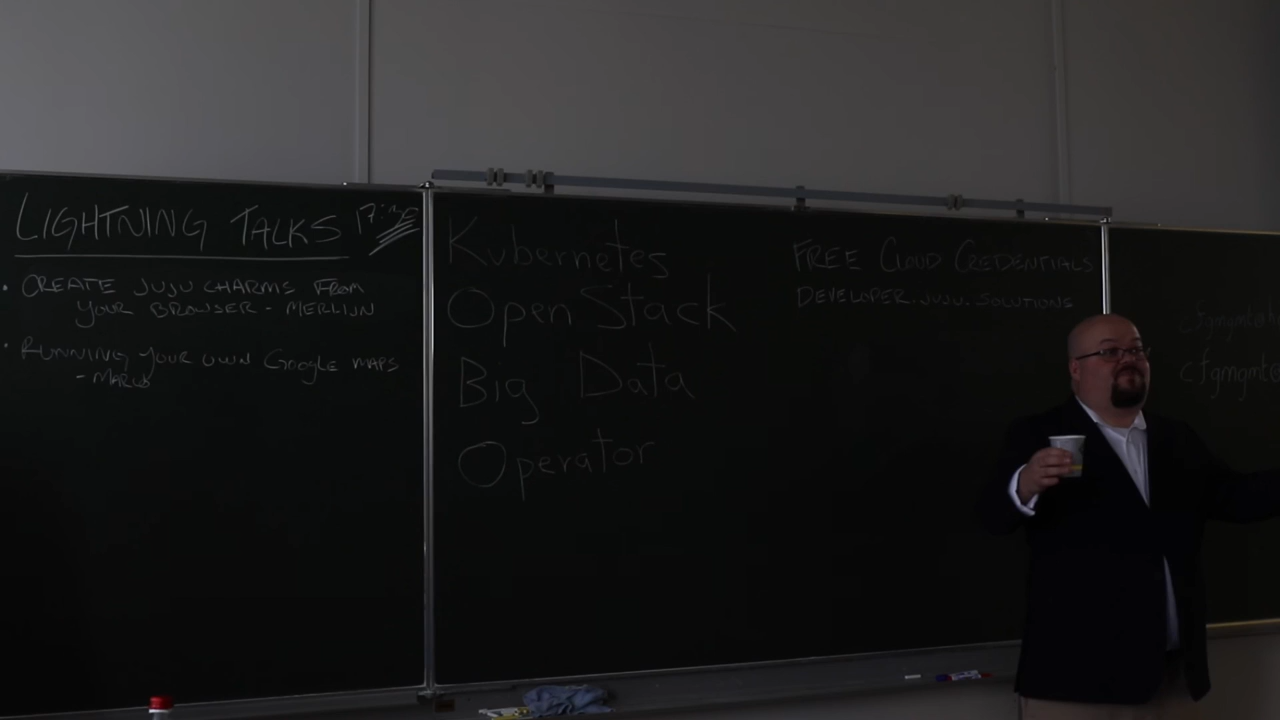 LIGHTNING TALKS
• CREATE JUJU CHARMS FROM
YOUR BROWSER - MERLIJN
• RUNNING YOUR OWN Google MAPS
Kubernetes
OpenStack
Big Data
Operator
FREE CLOUD CREDENTIALS
DEVELOPER.JUJU.SOLUTIONS